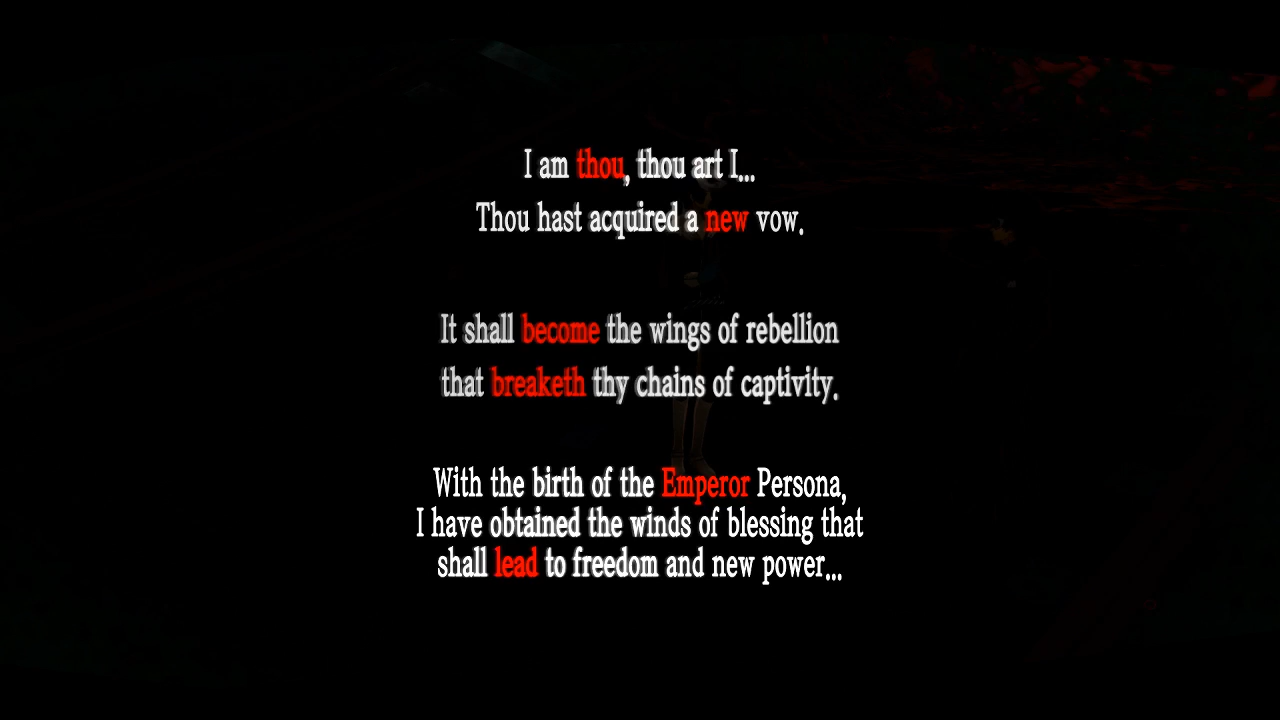 I am thou, thou art I...
Thou hast acquired a new vow.
It shall become the wings of rebellion
that breaketh thy chains of captivity.
With the birth of the Emperor Persona,
I have obtained the winds of blessing that
shall lead to freedom and new power...